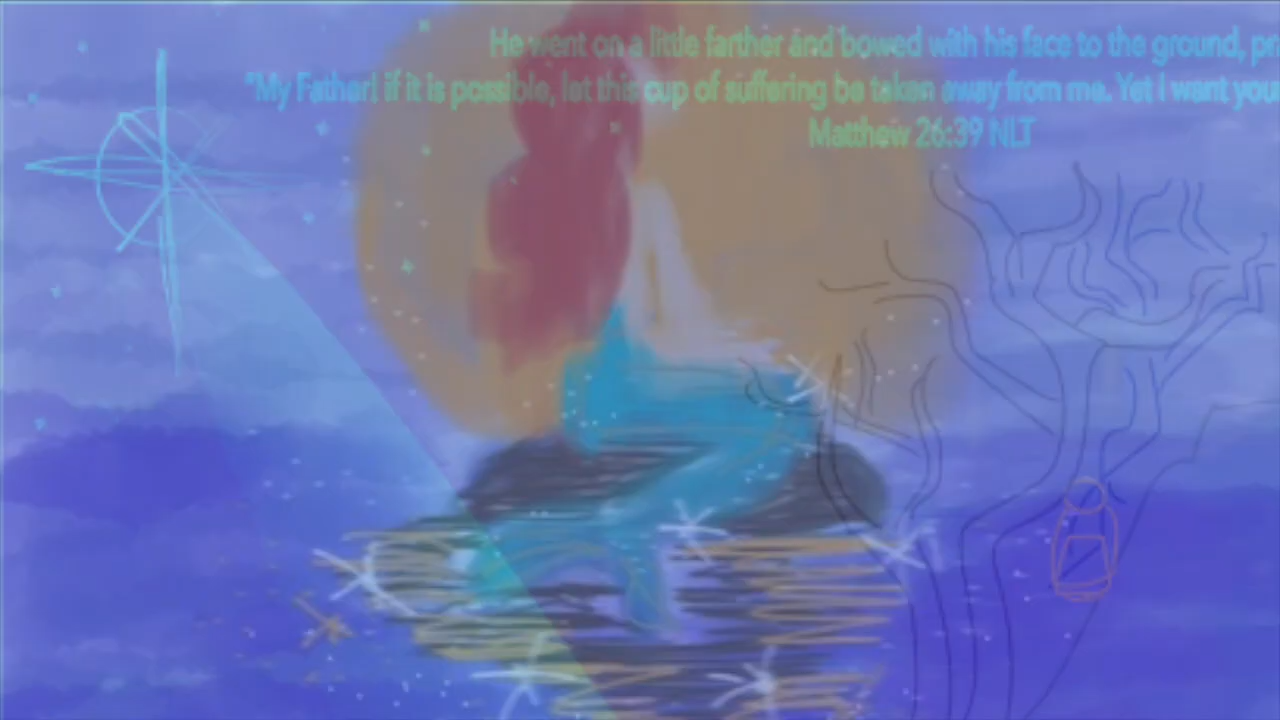 He went on a little farther and bowed with his face to the ground,
"My Father! if it is possible, let this cup of suffering be taken away from me. Yet I want
Matthew 26:39 NLT